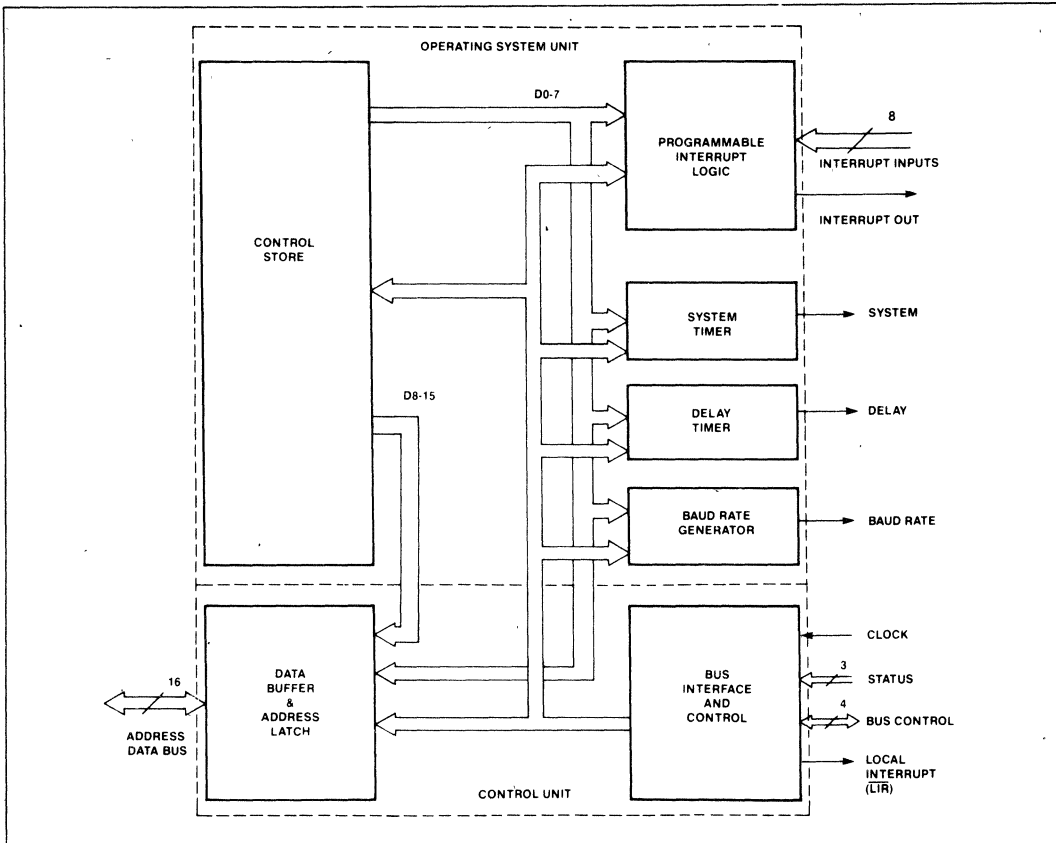 OPERATING SYSTEM UNIT
CONTROL
STORE
D0-7
PROGRAMMABLE
INTERRUPT
LOGIC
8
INTERRUPT INPUTS
INTERRUPT OUT
SYSTEM
TIMER
SYSTEM
D8-15
DELAY
TIMER
DELAY
BAUD RATE
GENERATOR
BAUD RATE
16
ADDRESS
DATA BUS
DATA
BUFFER
&
ADDRESS
LATCH
BUS
INTERFACE
AND
CONTROL
CLOCK
3
STATUS
4
BUS CONTROL
LOCAL
INTERRUPT
(LIR)
CONTROL UNIT